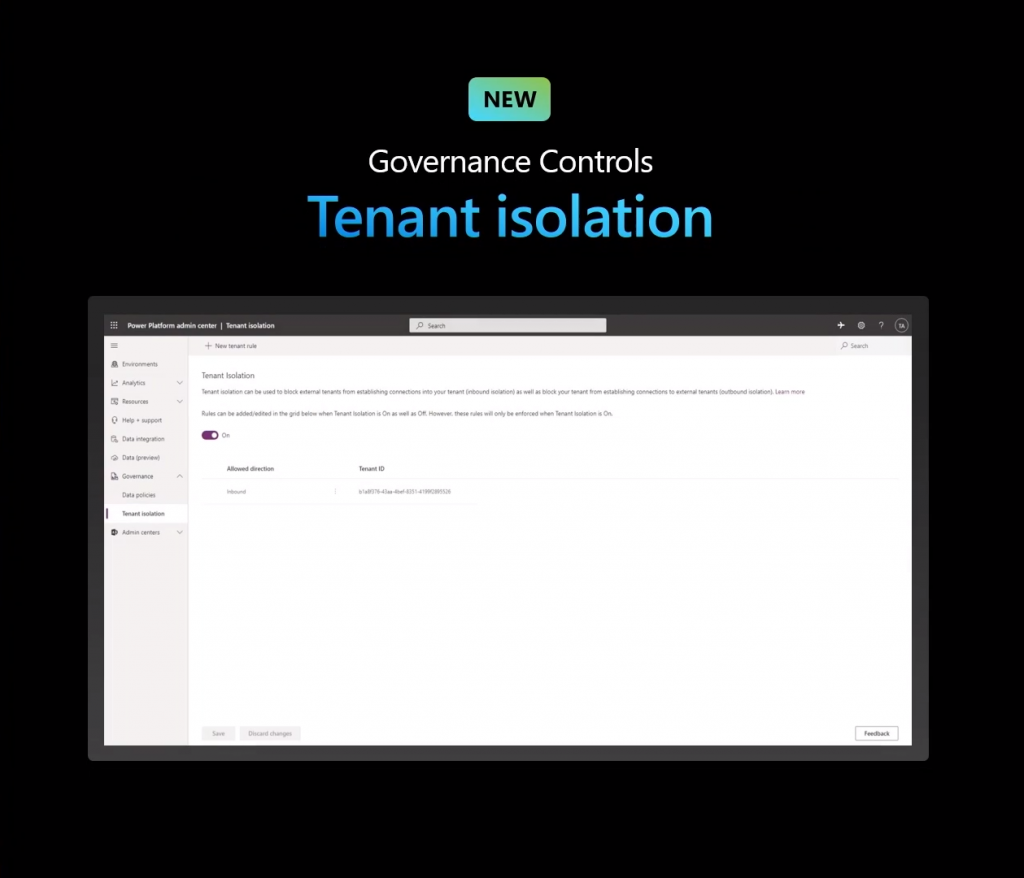 NEW
Governance Controls
Tenant isolation
Power Platform admin center | Tenant isolation
Search
TA
New tenant rule
Search
Environments
Analytics
Resources
Help + support
Data integration
Data (preview)
Governance
Data policies
Tenant isolation
Admin centers
Tenant Isolation
Tenant isolation can be used to block external tenants from establishing connections into your tenant (inbound isolation) as well as block your tenant from establishing connections to external tenants (outbound isolation). Learn more
Rules can be added/edited in the grid below when Tenant Isolation is On as well as Off. However, these rules will only be enforced when Tenant Isolation is On.
On
Allowed direction Tenant ID
Inbound
Save Discard changes
Feedback